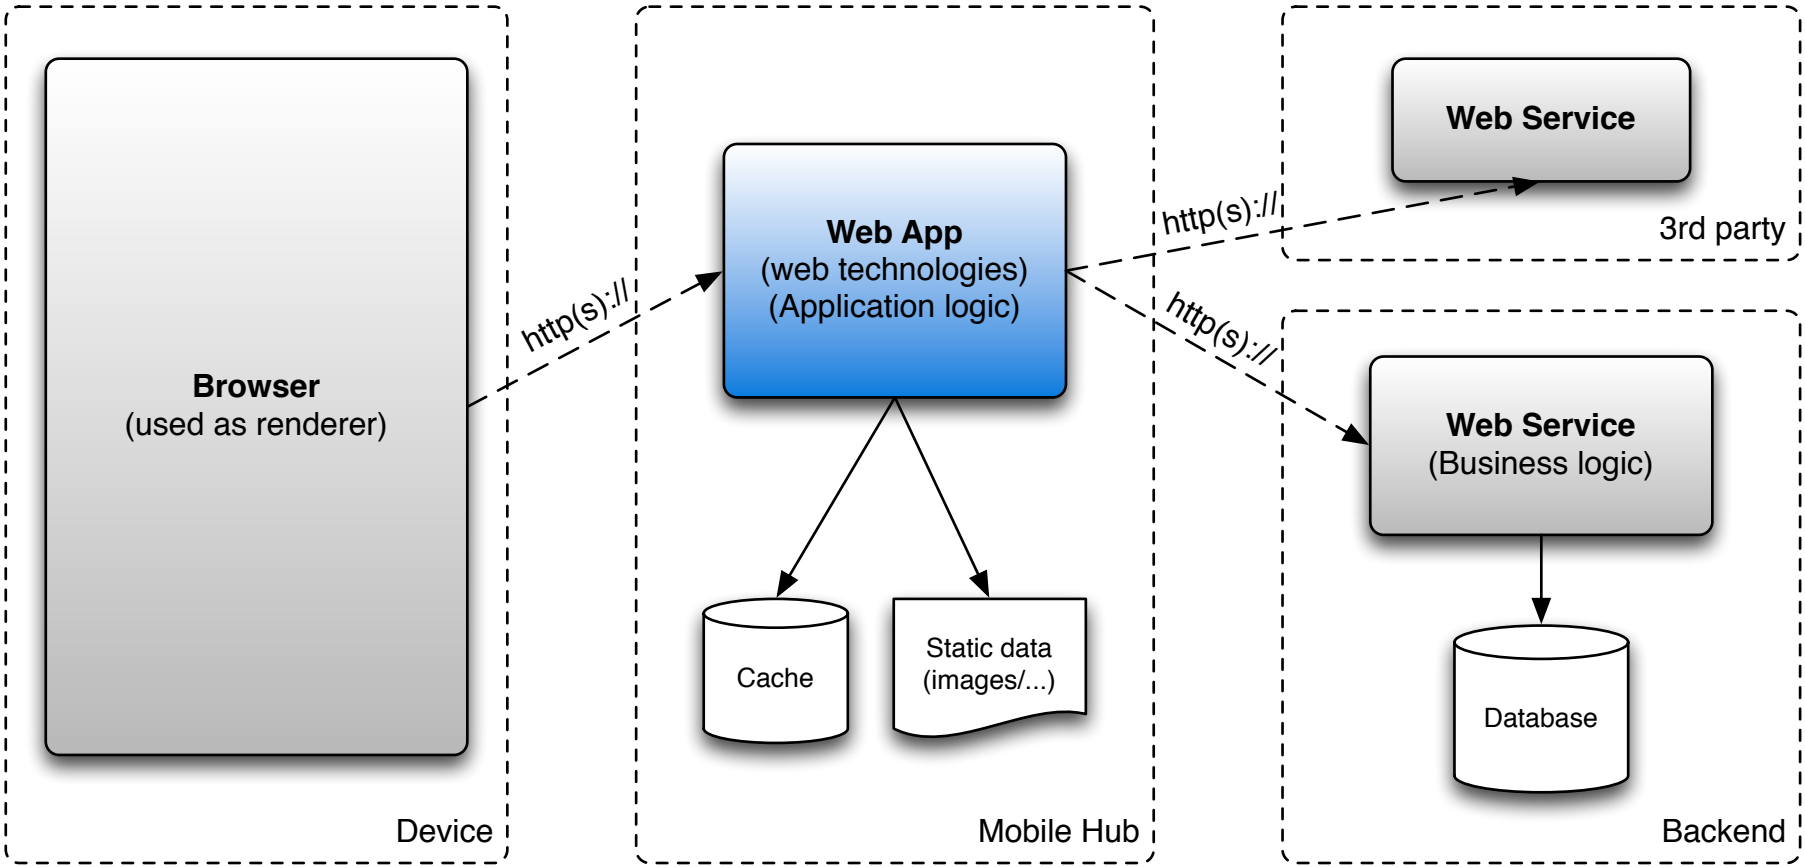 Browser
(used as renderer)
Device
http(s)://
Web App
(web technologies)
(Application logic)
Cache
Static data
(images/...)
Mobile Hub
http(s)://
http(s)://
Web Service
3rd party
Web Service
(Business logic)
Database
Backend